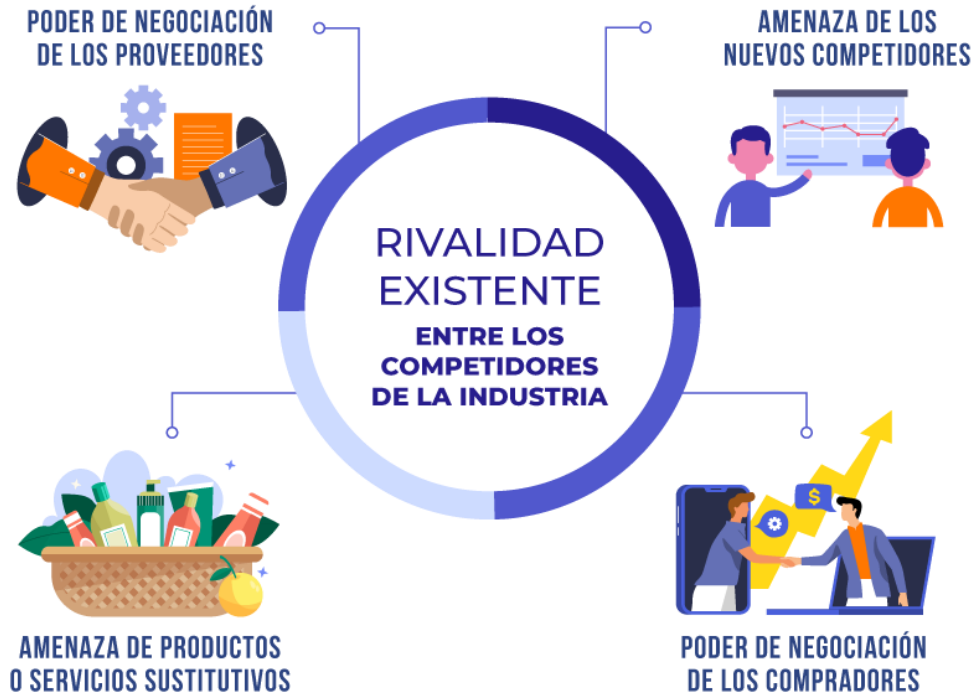 PODER DE NEGOCIACIÓN
DE LOS PROVEEDORES
AMENAZA DE LOS
NUEVOS COMPETIDORES
RIVALIDAD
EXISTENTE
ENTRE LOS
COMPETIDORES
DE LA INDUSTRIA
$
AMENAZA DE PRODUCTOS
O SERVICIOS SUSTITUTIVOS
PODER DE NEGOCIACIÓN
DE LOS COMPRADORES